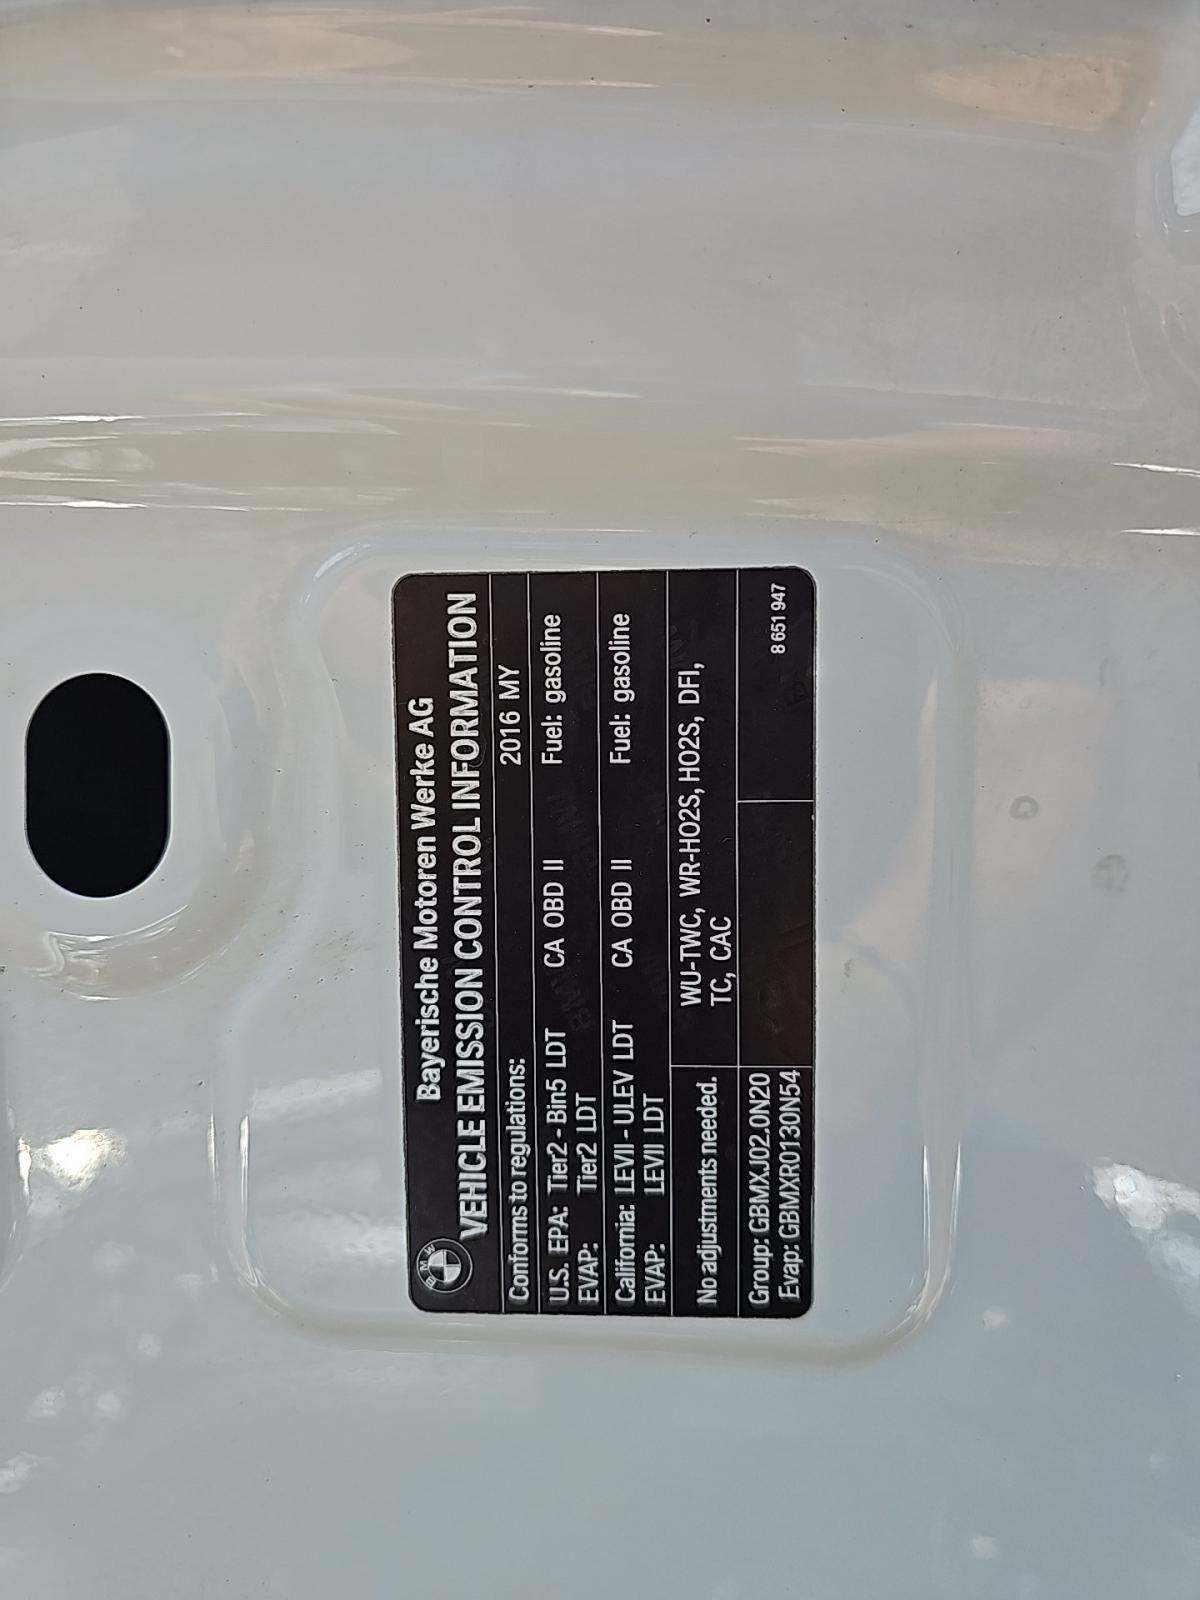 BMW
Bayerische Motoren Werke AG
VEHICLE EMISSION CONTROL INFORMATION
Conforms to regulations: 2016 MY
U.S. EPA: Tier2 - Bin5 LDT CA OBD II Fuel: gasoline
EVAP: Tier2 LDT
California: LEVII - ULEV LDT CA OBD II Fuel: gasoline
EVAP: LEVII LDT
No adjustments needed. WU-TWC, WR-HO2S, HO2S, DFI,
TC, CAC
Group: GBMXJ02.0N20
Evap: GBMXR0130N54
8 651 947